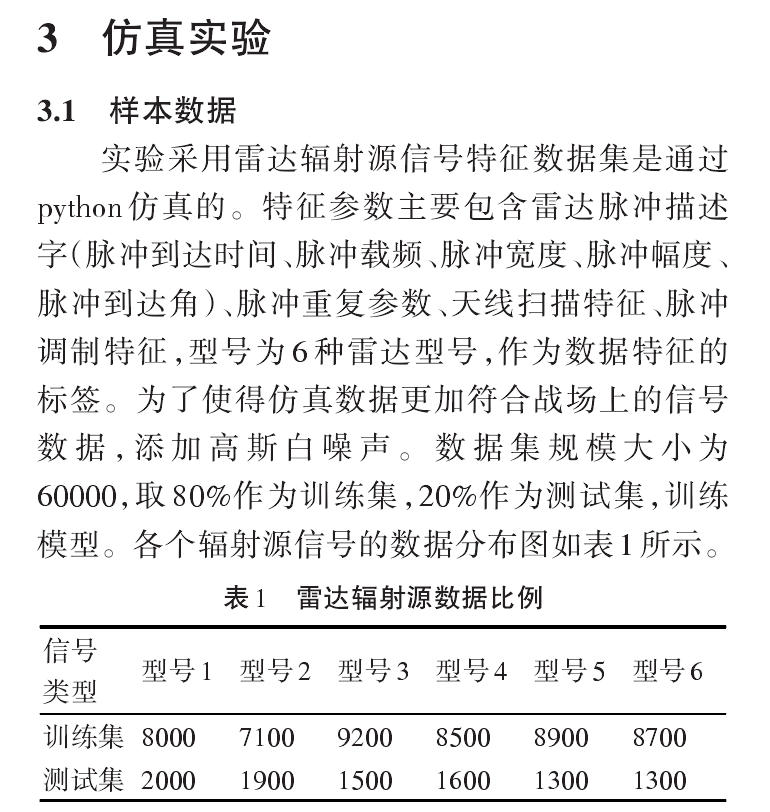 3 仿真实验
3.1 样本数据
实验采用雷达辐射源信号特征数据集是通过
python仿真的。特征参数主要包含雷达脉冲描述
字(脉冲到达时间、脉冲载频、脉冲宽度、脉冲幅度、
脉冲到达角)、脉冲重复参数、天线扫描特征、脉冲
调制特征,型号为6种雷达型号,作为数据特征的
标签。为了使得仿真数据更加符合战场上的信号
数据,添加高斯白噪声。数据集规模大小为
60000,取80%作为训练集,20%作为测试集,训练
模型。各个辐射源信号的数据分布图如表1所示。
表1 雷达辐射源数据比例
信号
类型 型号1 型号2 型号3 型号4 型号5 型号6
训练集 8000 7100 9200 8500 8900 8700
测试集 2000 1900 1500 1600 1300 1300